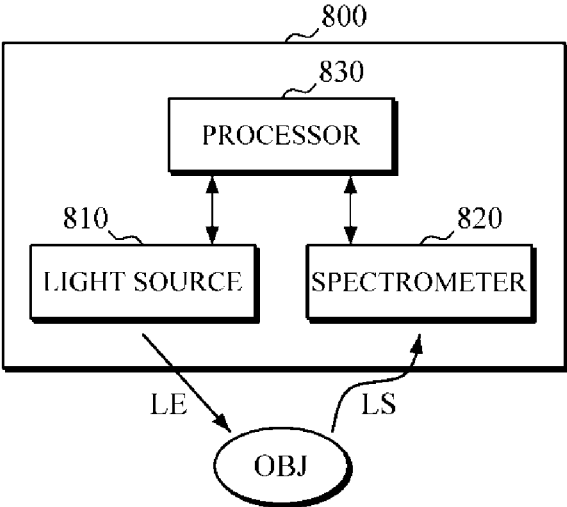 800
830
PROCESSOR
810
820
LIGHT SOURCE
SPECTROMETER
LE
LS
OBJ